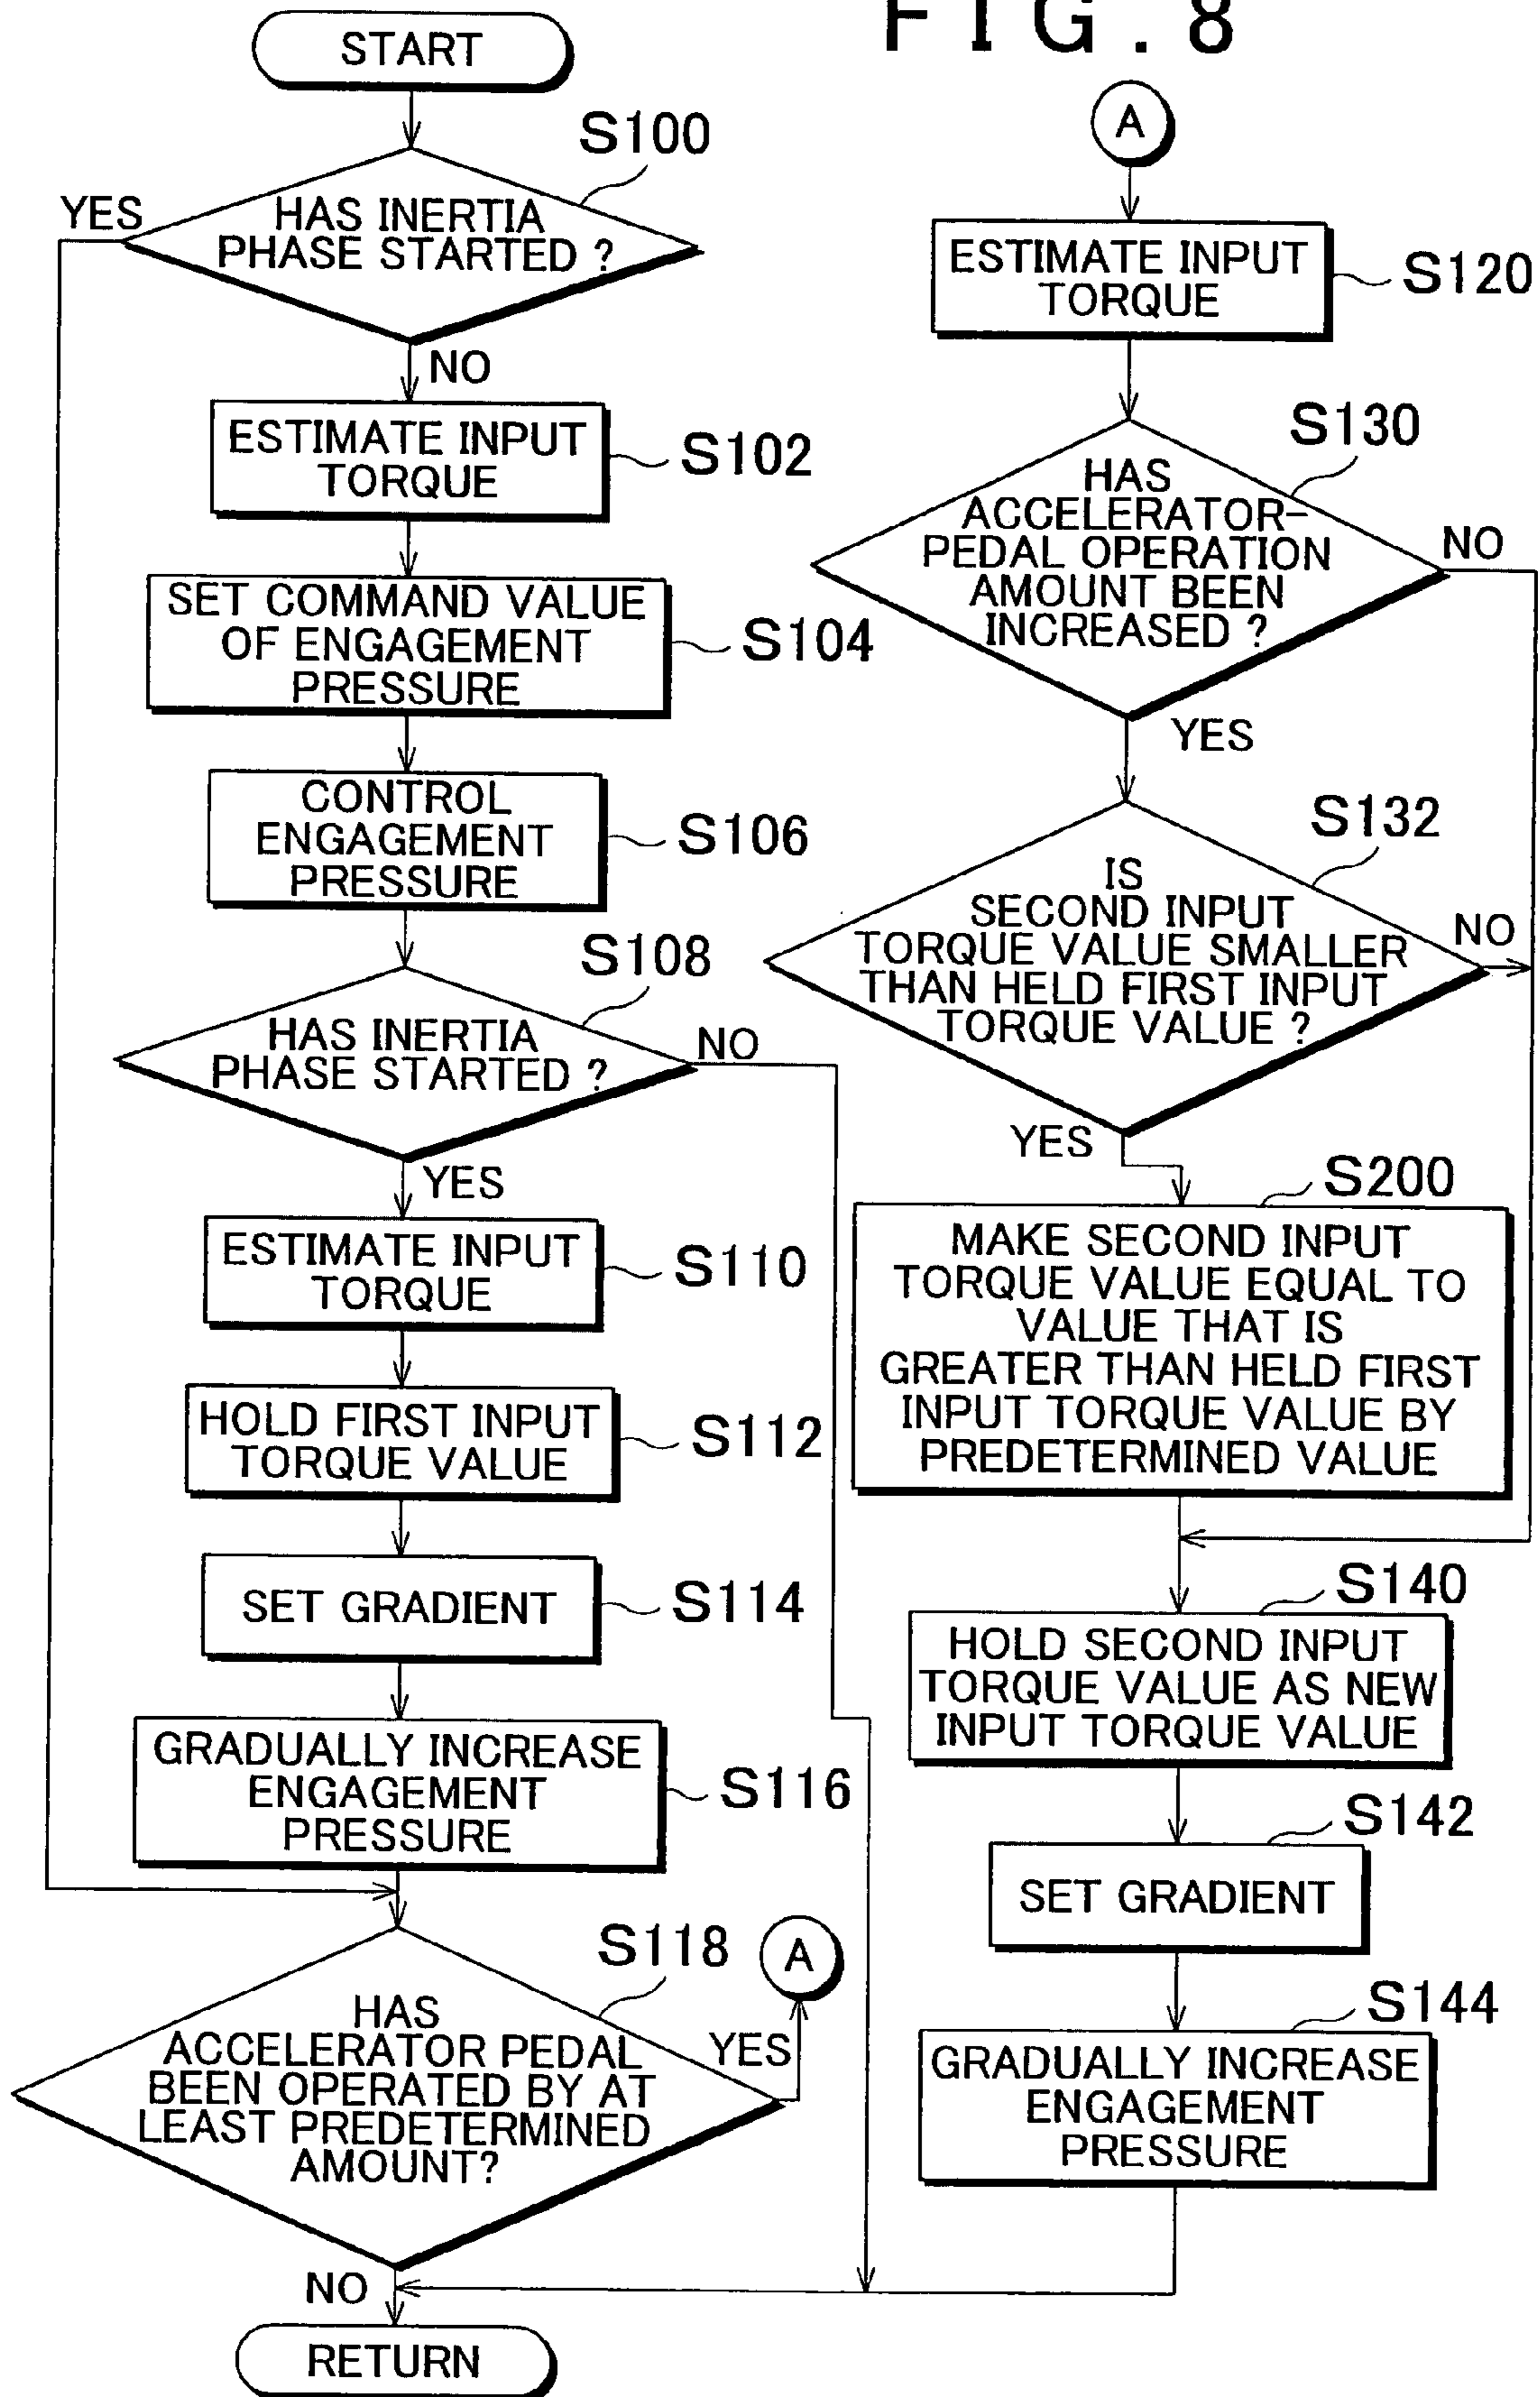 FIG. 8
START
S100
YES
HAS INERTIA
PHASE STARTED ?
NO
ESTIMATE INPUT
TORQUE
S102
SET COMMAND VALUE
OF ENGAGEMENT
PRESSURE
S104
CONTROL
ENGAGEMENT
PRESSURE
S106
S108
HAS INERTIA
PHASE STARTED ?
NO
YES
ESTIMATE INPUT
TORQUE
S110
HOLD FIRST INPUT
TORQUE VALUE
S112
SET GRADIENT
S114
GRADUALLY INCREASE
ENGAGEMENT
PRESSURE
S116
S118
A
HAS
ACCELERATOR PEDAL
BEEN OPERATED BY AT
LEAST PREDETERMINED
AMOUNT?
YES
NO
RETURN
A
ESTIMATE INPUT
TORQUE
S120
S130
HAS
ACCELERATOR-
PEDAL OPERATION
AMOUNT BEEN
INCREASED ?
NO
YES
S132
IS
SECOND INPUT
TORQUE VALUE SMALLER
THAN HELD FIRST INPUT
TORQUE VALUE ?
NO
YES
S200
MAKE SECOND INPUT
TORQUE VALUE EQUAL TO
VALUE THAT IS
GREATER THAN HELD FIRST
INPUT TORQUE VALUE BY
PREDETERMINED VALUE
S140
HOLD SECOND INPUT
TORQUE VALUE AS NEW
INPUT TORQUE VALUE
S142
SET GRADIENT
S144
GRADUALLY INCREASE
ENGAGEMENT
PRESSURE